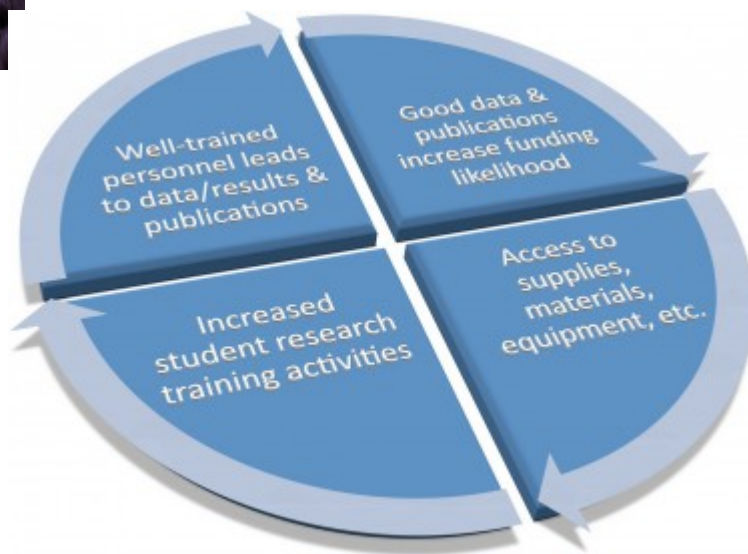 Well-trained
personnel leads
to data/results &
publications
Good data &
publications
increase funding
likelihood
Access to
supplies,
materials,
equipment, etc.
Increased
student research
training activities